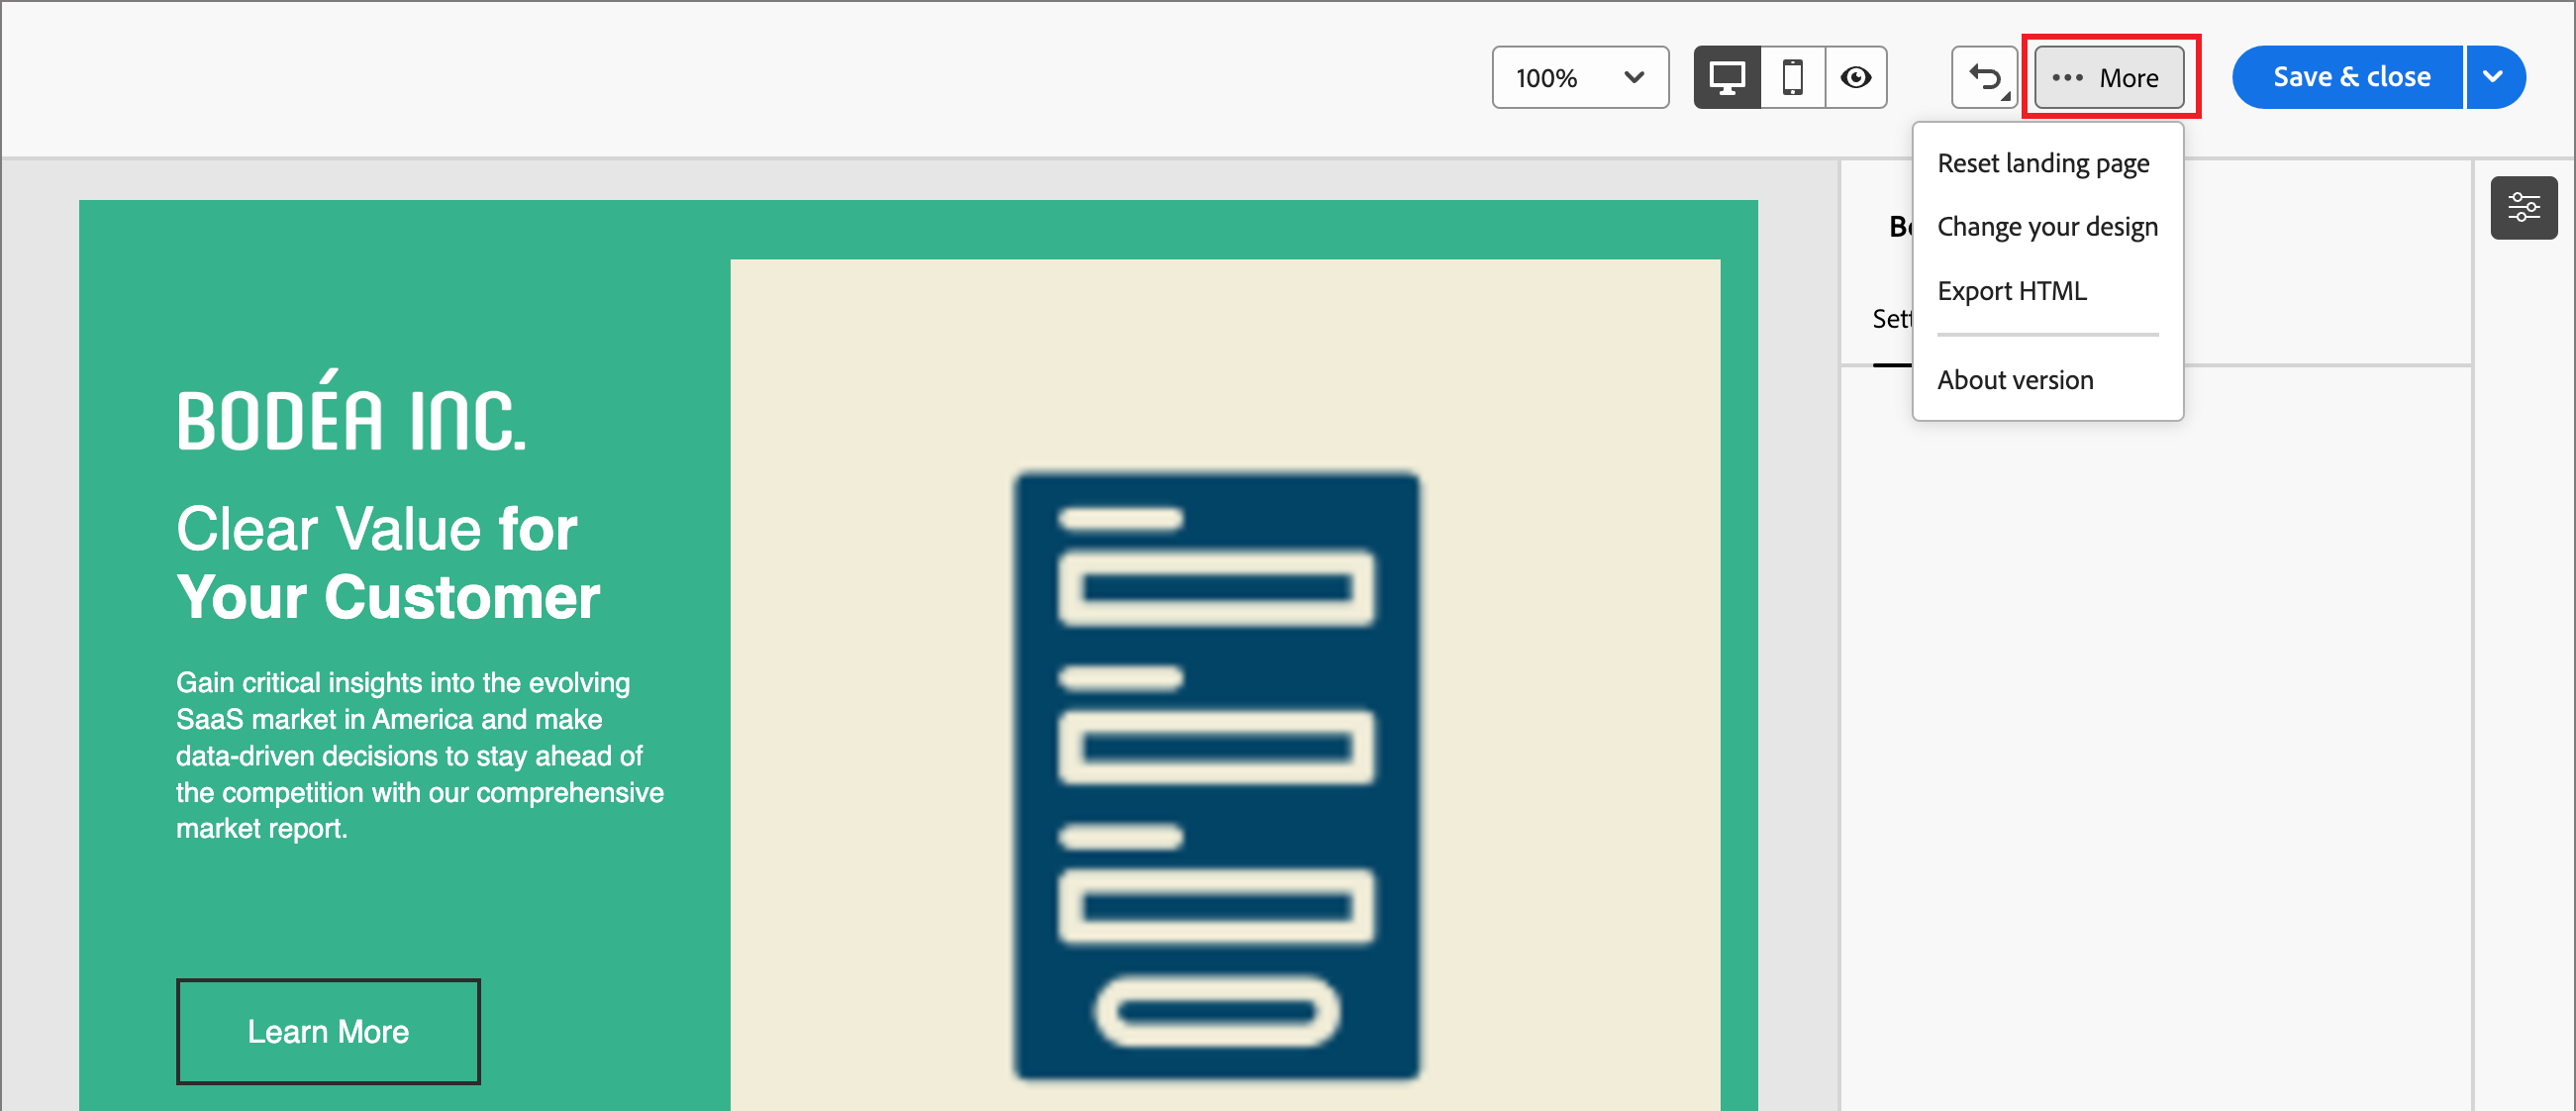 100%
More
Save & close
Reset landing page
Change your design
Export HTML
About version
BODÉA INC.
Clear Value for
Your Customer
Gain critical insights into the evolving
SaaS market in America and make
data-driven decisions to stay ahead of
the competition with our comprehensive
market report.
Learn More